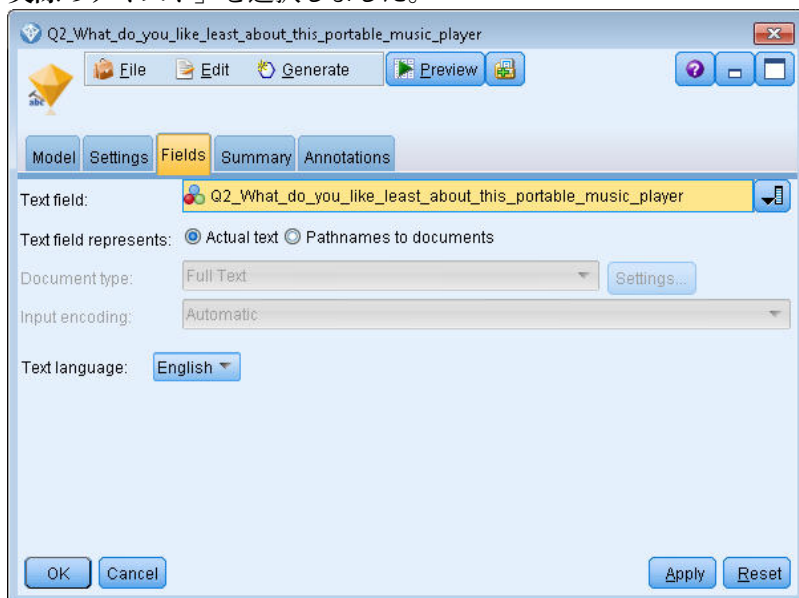 Q2_What_do_you_like_least_about_this_portable_music_player
File Edit Generate Preview
abc
Model Settings Fields Summary Annotations
Text field: Q2_What_do_you_like_least_about_this_portable_music_player
Text field represents: Actual text Pathnames to documents
Document type: Full Text Settings...
Input encoding: Automatic
Text language: English
OK Cancel Apply Reset